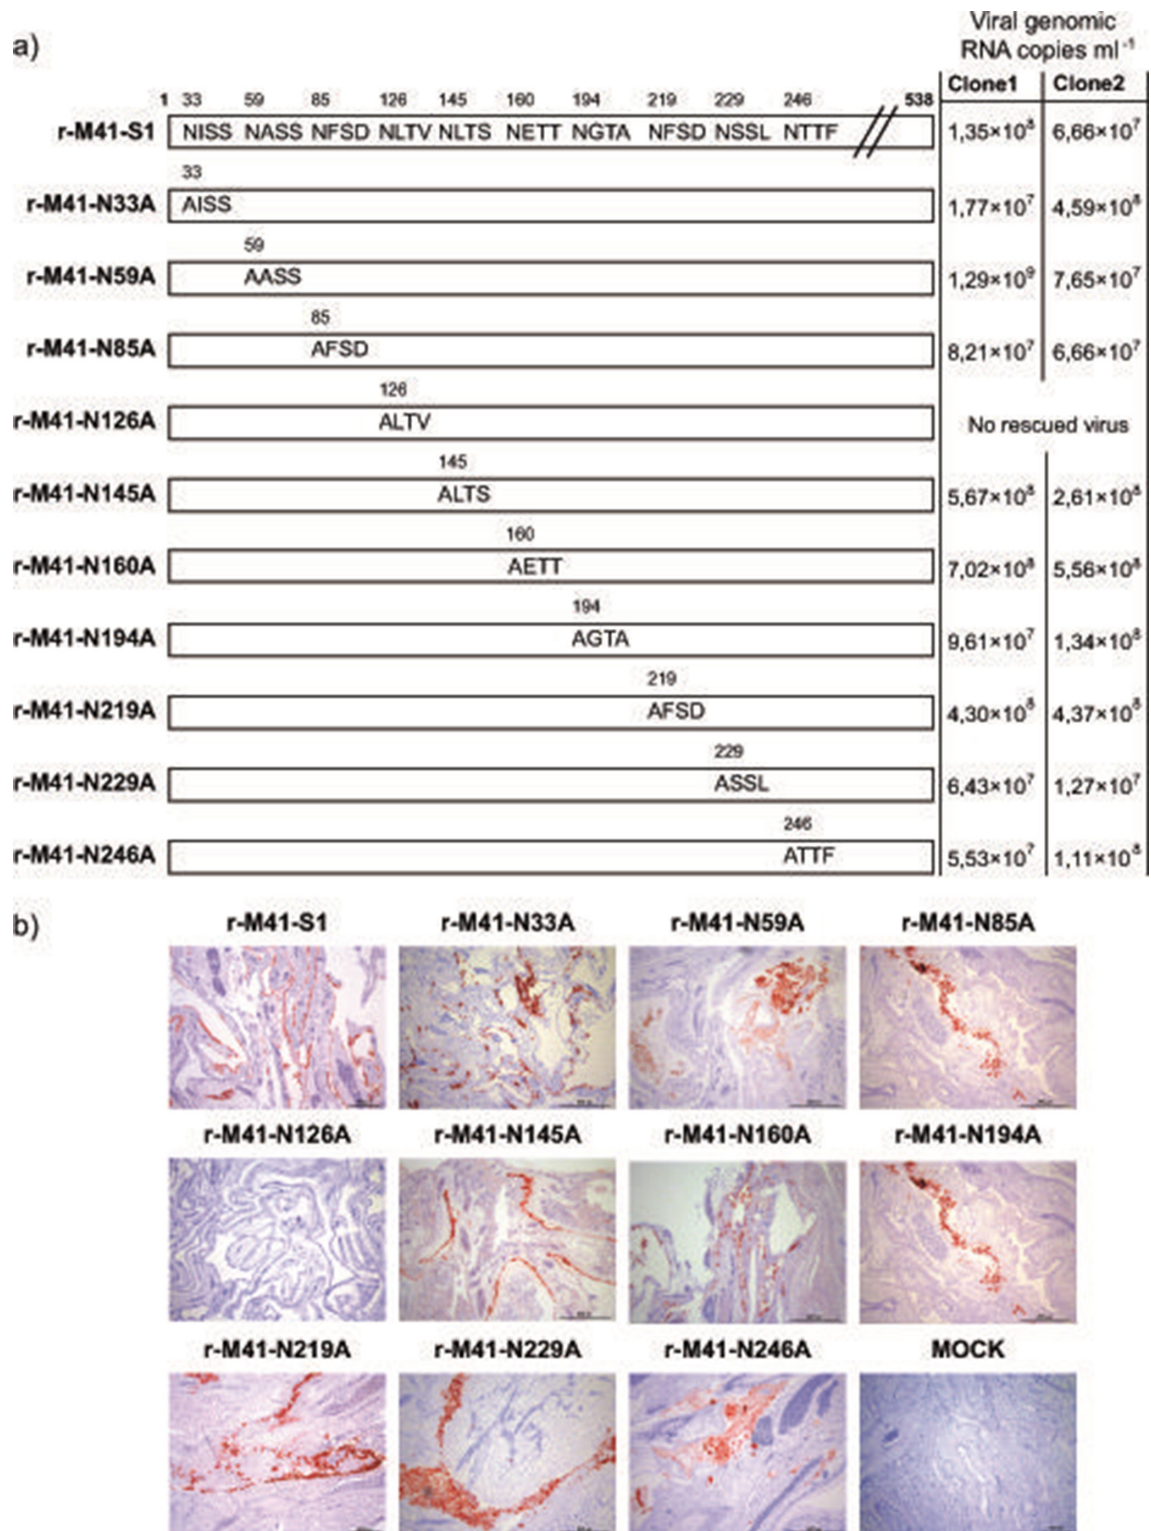 a)
Viral genomic
RNA copies ml⁻¹
Clone1 Clone2
1 33 59 85 126 145 160 194 219 229 246 538
r-M41-S1 NISS NASS NFSD NLTV NLTS NETT NGTA NFSD NSSL NTTF 1,35×10⁸ 6,66×10⁷
33
r-M41-N33A AISS 1,77×10⁷ 4,59×10⁸
59
r-M41-N59A AASS 1,29×10⁹ 7,65×10⁷
85
r-M41-N85A AFSD 8,21×10⁷ 6,66×10⁷
126
r-M41-N126A ALTV No rescued virus
145
r-M41-N145A ALTS 5,67×10⁸ 2,61×10⁸
160
r-M41-N160A AETT 7,02×10⁸ 5,56×10⁸
194
r-M41-N194A AGTA 9,61×10⁷ 1,34×10⁸
219
r-M41-N219A AFSD 4,30×10⁸ 4,37×10⁸
229
r-M41-N229A ASSL 6,43×10⁷ 1,27×10⁷
246
r-M41-N246A ATTF 5,53×10⁷ 1,11×10⁸
b)
r-M41-S1 r-M41-N33A r-M41-N59A r-M41-N85A
r-M41-N126A r-M41-N145A r-M41-N160A r-M41-N194A
r-M41-N219A r-M41-N229A r-M41-N246A MOCK